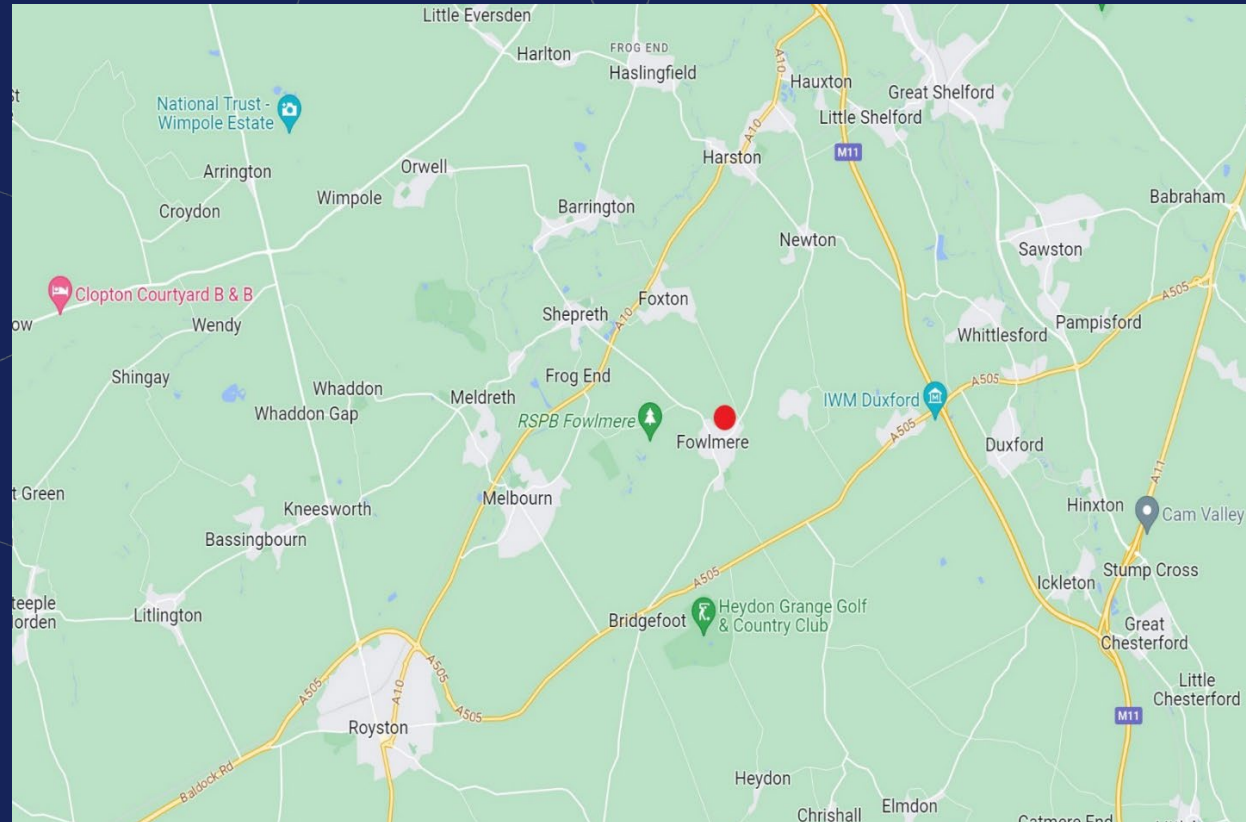 Little Eversden
Harlton
FROG END
Haslingfield
A10
Hauxton
Great Shelford
National Trust -
Wimpole Estate
Little Shelford
A10
Harston
M11
Arrington
Orwell
Croydon
Wimpole
Barrington
Babraham
Newton
Sawston
Clopton Courtyard B & B
Foxton
A505
Shepreth
A10
Wendy
Whittlesford
Pampisford
Shingay
Frog End
A505
Whaddon
Meldreth
IWM Duxford
Whaddon Gap
RSPB Fowlmere
Fowlmere
A505
Duxford
A11
t Green
Melbourn
Kneesworth
Hinxton
Cam Valley
Bassingbourn
Stump Cross
A505
Ickleton
Litlington
Bridgefoot
Heydon Grange Golf
& Country Club
Great
Chesterford
A505
A505
A10
Little
Chesterford
A505
M11
Royston
Baldock Rd
Heydon
Elmdon
Chrishall